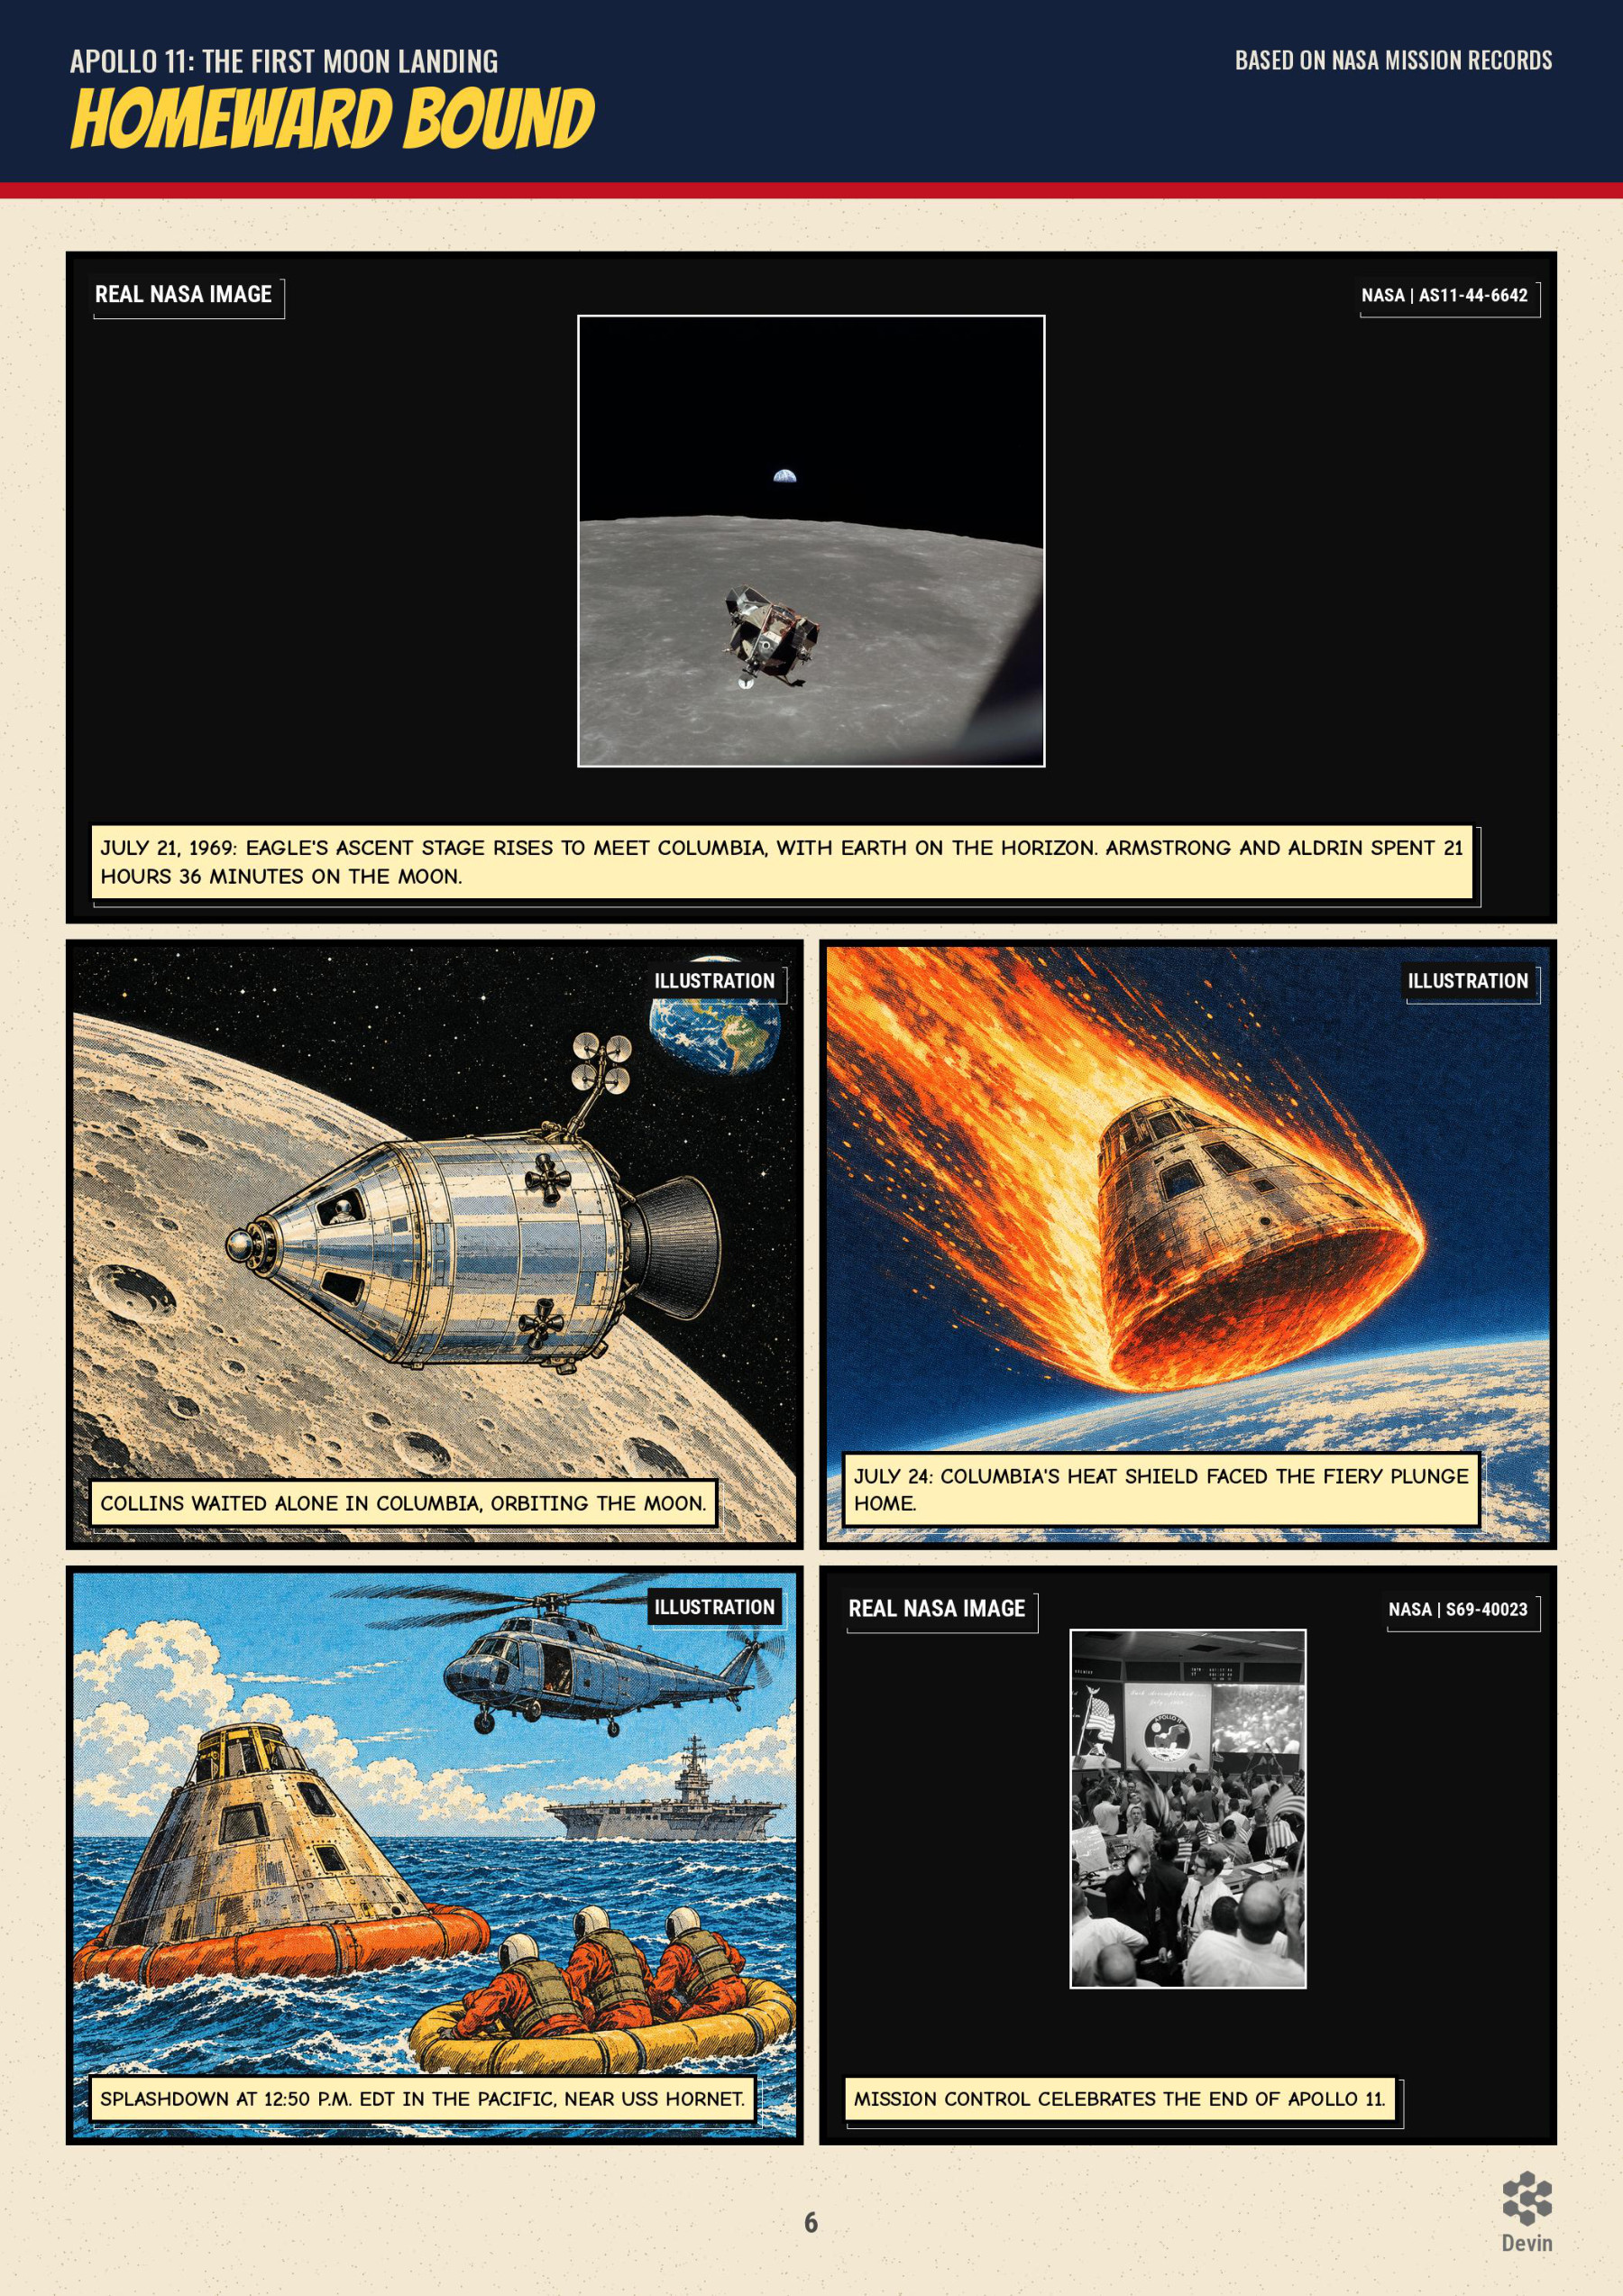 APOLLO 11: THE FIRST MOON LANDING
BASED ON NASA MISSION RECORDS
HOMEWARD BOUND
REAL NASA IMAGE
NASA | AS11-44-6642
JULY 21, 1969: EAGLE'S ASCENT STAGE RISES TO MEET COLUMBIA, WITH EARTH ON THE HORIZON. ARMSTRONG AND ALDRIN SPENT 21
HOURS 36 MINUTES ON THE MOON.
ILLUSTRATION
COLLINS WAITED ALONE IN COLUMBIA, ORBITING THE MOON.
ILLUSTRATION
JULY 24: COLUMBIA'S HEAT SHIELD FACED THE FIERY PLUNGE
HOME.
ILLUSTRATION
SPLASHDOWN AT 12:50 P.M. EDT IN THE PACIFIC, NEAR USS HORNET.
REAL NASA IMAGE
NASA | S69-40023
APOLLO 11
MISSION CONTROL CELEBRATES THE END OF APOLLO 11.
6
Devin